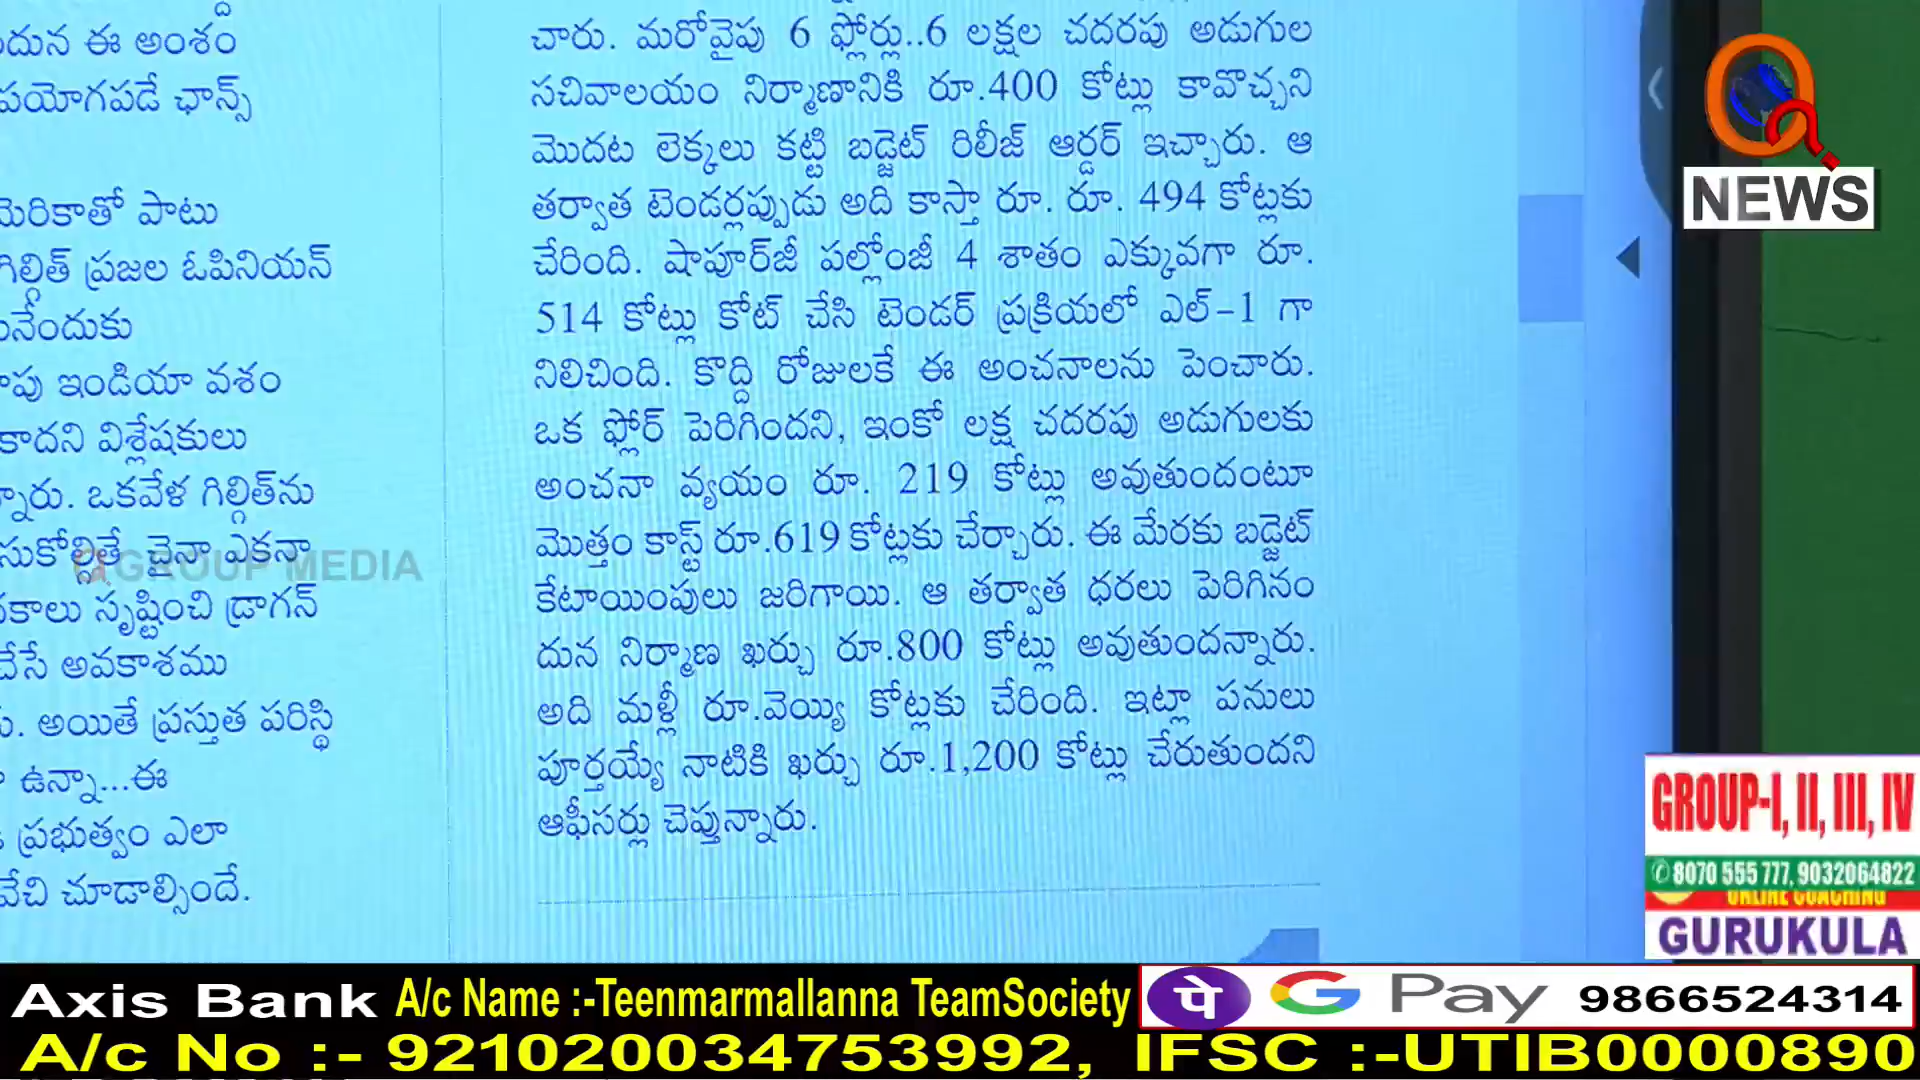 దున ఈ అంశం
పయోగపడే ఛాన్స్
మెరికాతో పాటు
గిల్గిత్ ప్రజల ఓపినియన్
నేందుకు
ఇండియా వశం
కాదని విశ్లేషకులు
న్నారు. ఒకవేళ గిల్గిత్‌ను
చైనా ఎకనా
సృష్టించి డ్రాగన్
చేసే అవకాశము
అయితే ప్రస్తుత పరిస్థి
ఉన్నా...ఈ
ప్రభుత్వం ఎలా
వేచి చూడాల్సిందే.
చారు. మరోవైపు 6 ఫ్లోర్లు..6 లక్షల చదరపు అడుగుల
సచివాలయం నిర్మాణానికి రూ.400 కోట్లు కావొచ్చని
మొదట లెక్కలు కట్టి బడ్జెట్ రిలీజ్ ఆర్డర్ ఇచ్చారు. ఆ
తర్వాత టెండర్లప్పుడు అది కాస్తా రూ. రూ. 494 కోట్లకు
చేరింది. షాపూర్‌జీ పల్లోంజీ 4 శాతం ఎక్కువగా రూ.
514 కోట్లు కోట్ చేసి టెండర్ ప్రక్రియలో ఎల్-1 గా
నిలిచింది. కొద్ది రోజులకే ఈ అంచనాలను పెంచారు.
ఒక ఫ్లోర్ పెరిగిందని, ఇంకో లక్ష చదరపు అడుగులకు
అంచనా వ్యయం రూ. 219 కోట్లు అవుతుందంటూ
మొత్తం కాస్ట్ రూ.619 కోట్లకు చేర్చారు. ఈ మేరకు బడ్జెట్
కేటాయింపులు జరిగాయి. ఆ తర్వాత ధరలు పెరిగినం
దున నిర్మాణ ఖర్చు రూ.800 కోట్లు అవుతుందన్నారు.
అది మళ్లీ రూ.వెయ్యి కోట్లకు చేరింది. ఇట్లా పనులు
పూర్తయ్యే నాటికి ఖర్చు రూ.1,200 కోట్లు చేరుతుందని
ఆఫీసర్లు చెప్తున్నారు.
Q GROUP MEDIA
Q
NEWS
GROUP-I, II, III, IV
8070 555 777, 9032064822
ONLINE COACHING
GURUKULA
Axis Bank A/c Name :-Teenmarmallanna TeamSociety
पे G Pay 9866524314
A/c No :- 921020034753992, IFSC :-UTIB0000890